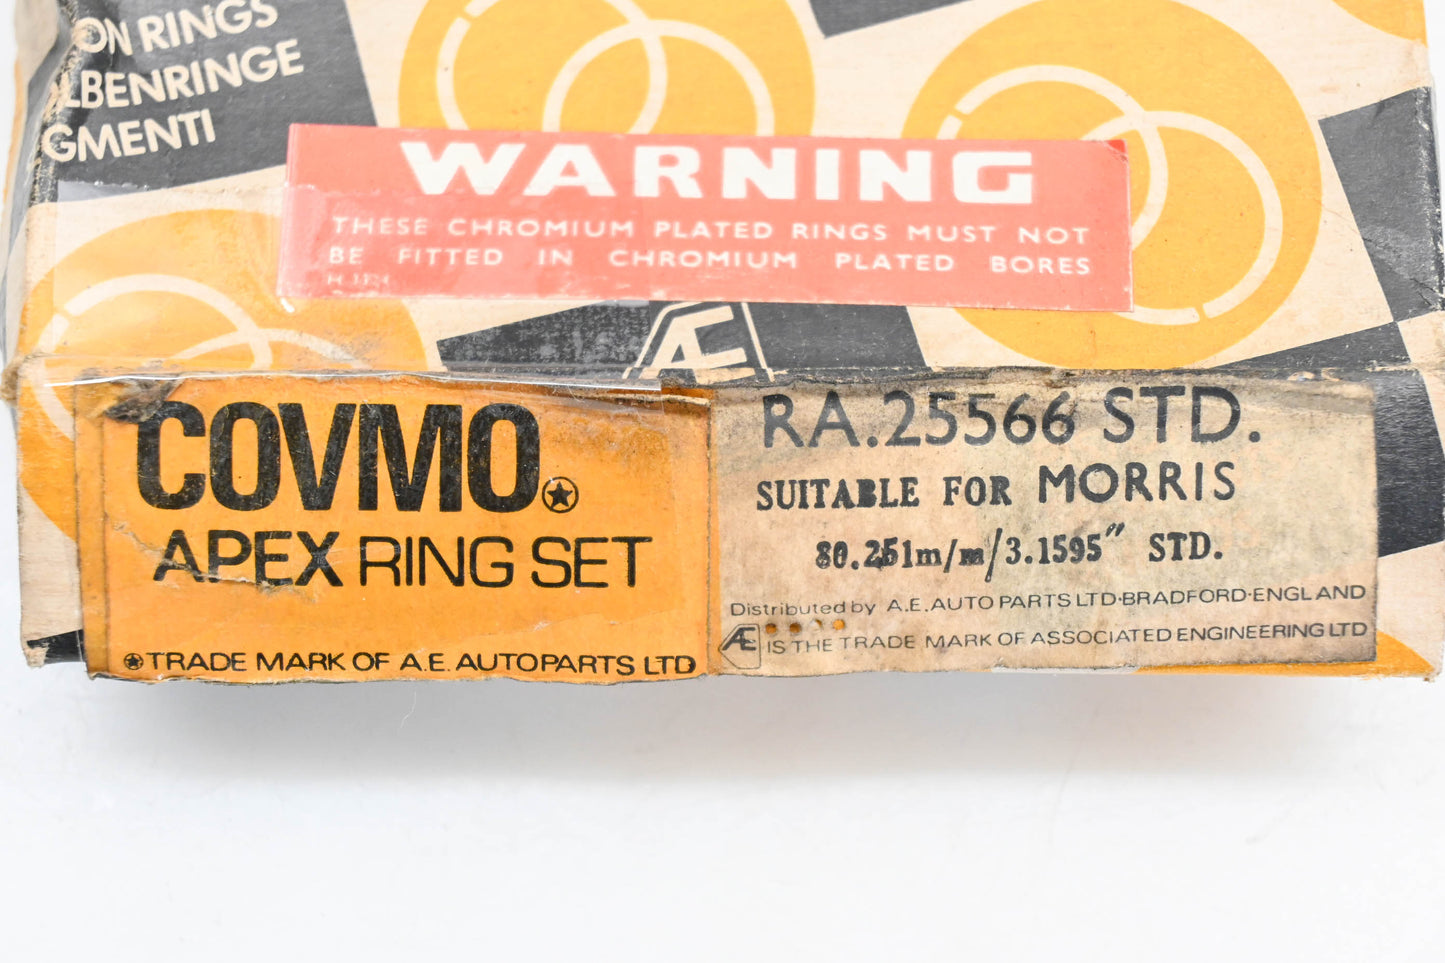 ON RINGS
LBENRINGE
GMENTI
WARNING
THESE CHROMIUM PLATED RINGS MUST NOT
BE FITTED IN CHROMIUM PLATED BORES
AE
COVMO
APEX RING SET
TRADE MARK OF A.E. AUTOPARTS LTD
RA.25566 STD.
SUITABLE FOR MORRIS
80.251m/m/3.1595" STD.
Distributed by A.E. AUTO PARTS LTD·BRADFORD·ENGLAND
AE IS THE TRADE MARK OF ASSOCIATED ENGINEERING LTD